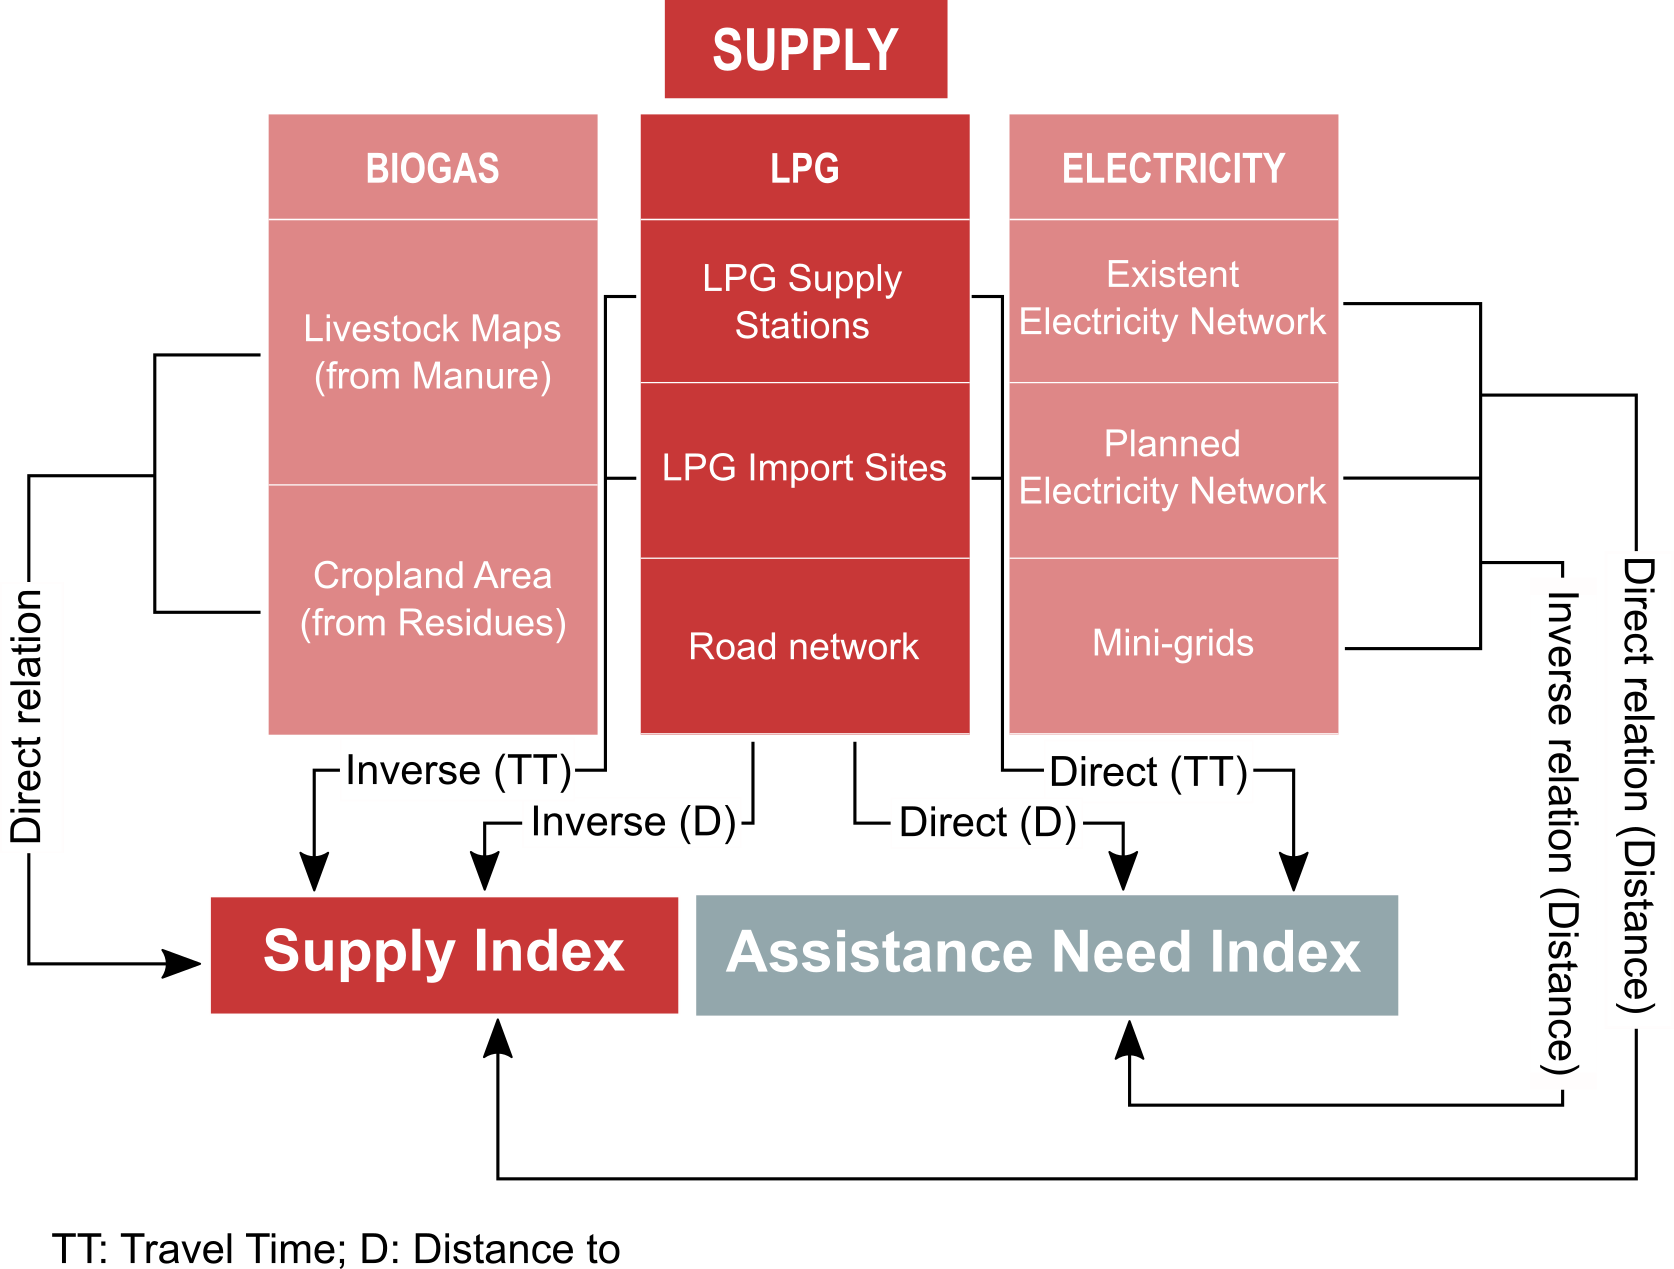 SUPPLY
BIOGAS
Livestock Maps
(from Manure)
Cropland Area
(from Residues)
LPG
LPG Supply
Stations
LPG Import Sites
Road network
ELECTRICITY
Existent
Electricity Network
Planned
Electricity Network
Mini-grids
Direct relation
Inverse (TT)
Inverse (D)
Direct (D)
Direct (TT)
Inverse relation (Distance)
Direct relation (Distance)
Supply Index
Assistance Need Index
TT: Travel Time; D: Distance to